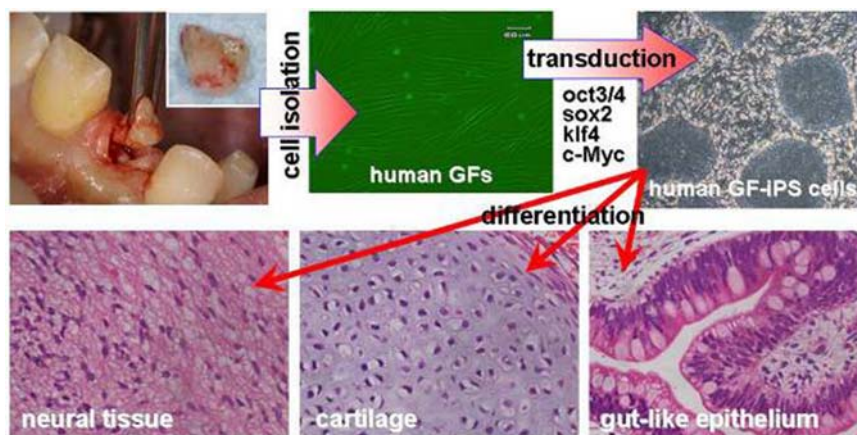 cell isolation
human GFs
transduction
oct3/4
sox2
klf4
c-Myc
human GF-iPS cells
differentiation
neural tissue
cartilage
gut-like epithelium